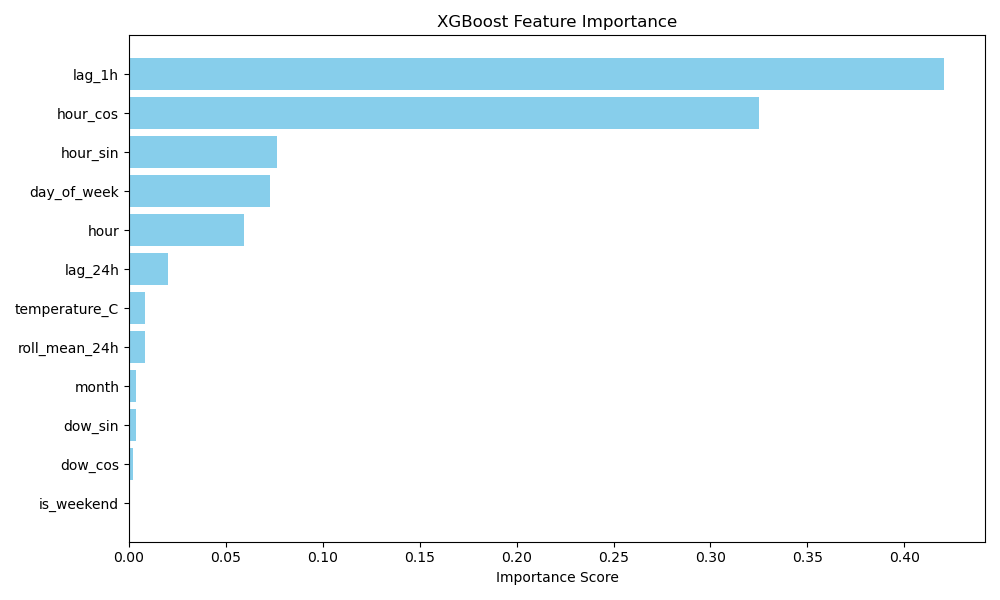 XGBoost Feature Importance
lag_1h
hour_cos
hour_sin
day_of_week
hour
lag_24h
temperature_C
roll_mean_24h
month
dow_sin
dow_cos
is_weekend
0.00 0.05 0.10 0.15 0.20 0.25 0.30 0.35 0.40
Importance Score